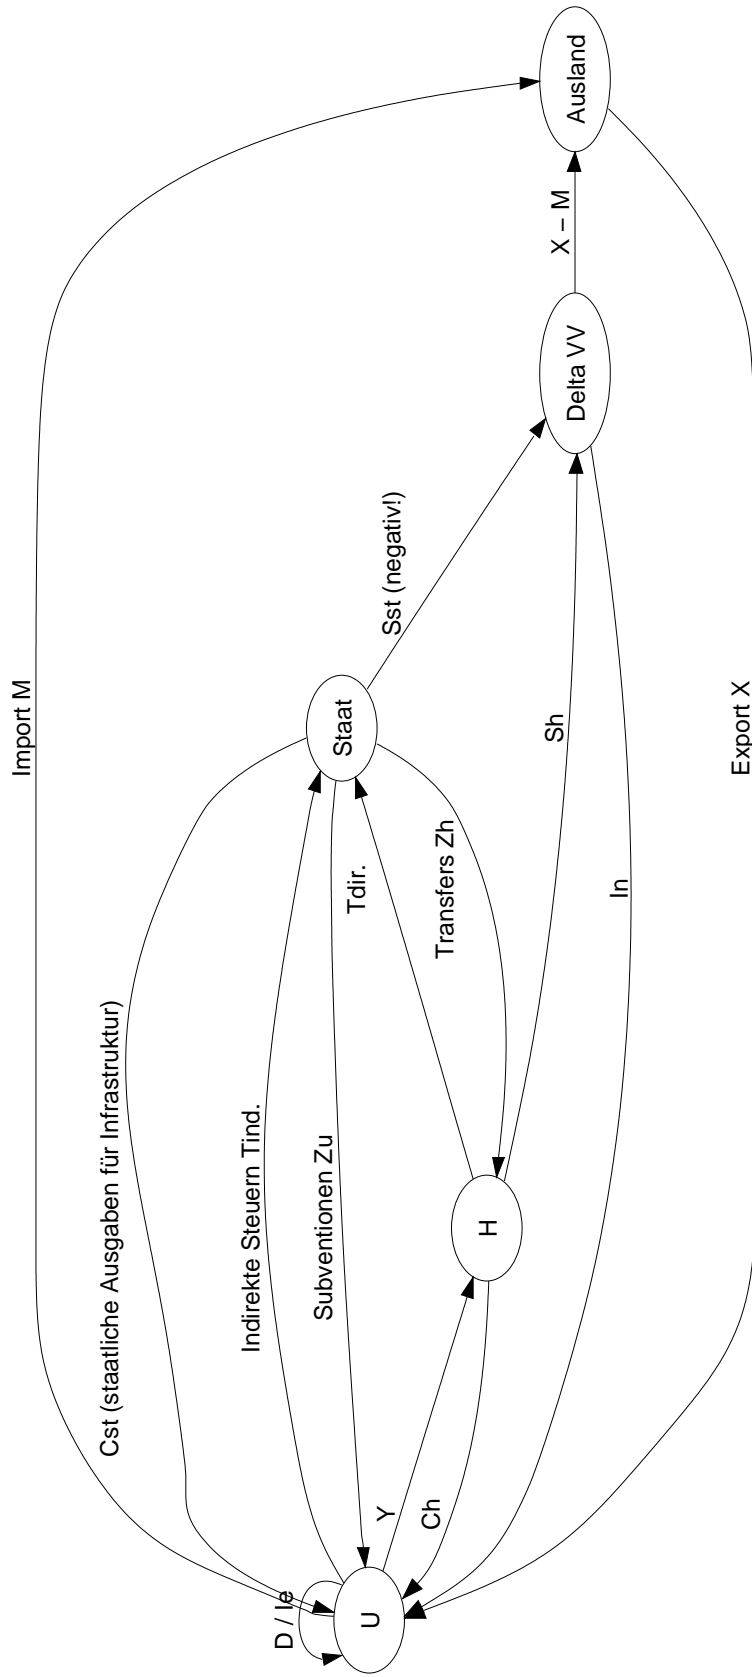 Import M
Cst (staatliche Ausgaben für Infrastruktur)
Indirekte Steuern Tind.
Subventionen Zu
D / Ie
U
Y
Ch
H
Tdir.
Transfers Zh
Staat
Sst (negativ!)
Sh
In
Delta VV
X – M
Ausland
Export X